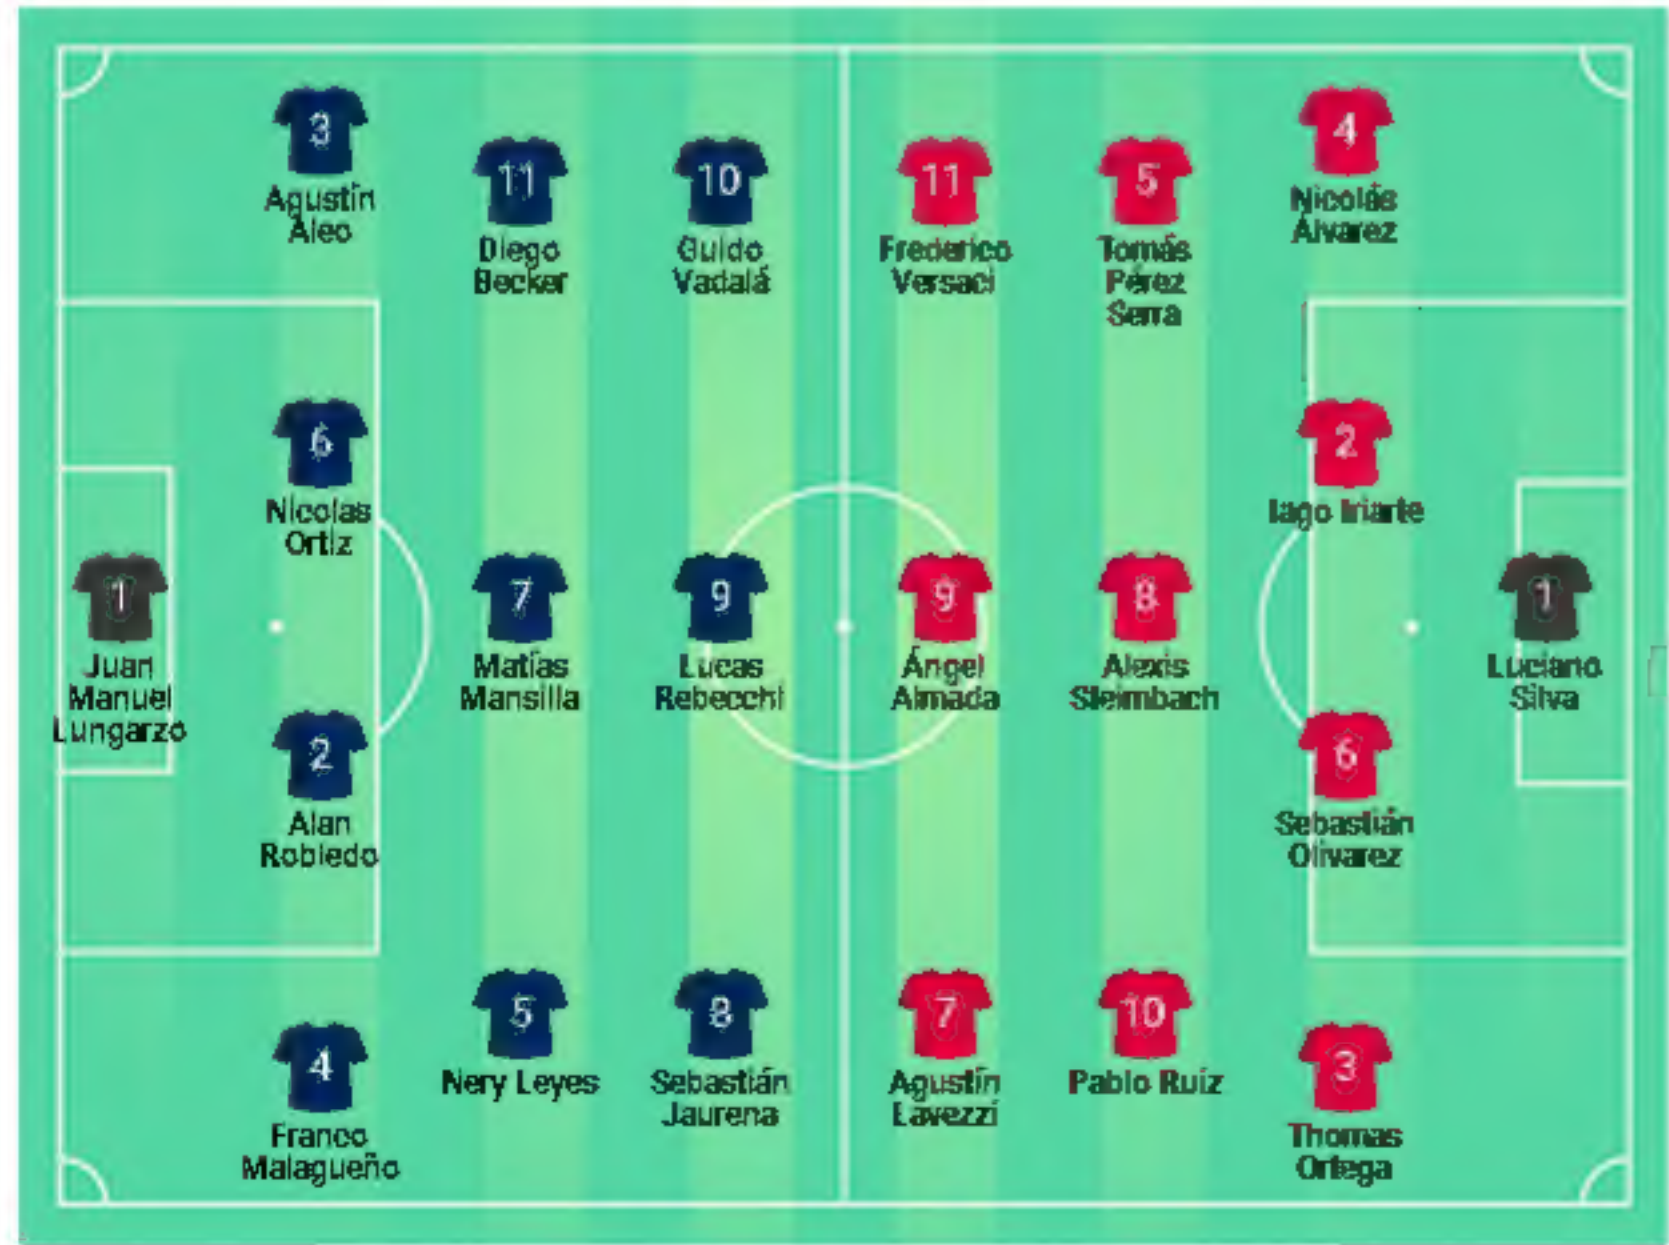 3
Agustín
Aleo
11
Diego
Becker
10
Guido
Vadalá
11
Frederico
Versaci
5
Tomás
Pérez
Serra
4
Nicolás
Álvarez
6
Nicolas
Ortiz
2
Iago Iriarte
1
Juan
Manuel
Lungarzo
7
Matías
Mansilla
9
Lucas
Rebecchi
9
Ángel
Almada
8
Alexis
Sleimbach
1
Luciano
Silva
2
Alan
Robledo
6
Sebastián
Olivarez
4
Franco
Malagueño
5
Nery Leyes
8
Sebastián
Jaurena
7
Agustín
Lavezzi
10
Pablo Ruiz
3
Thomas
Ortega